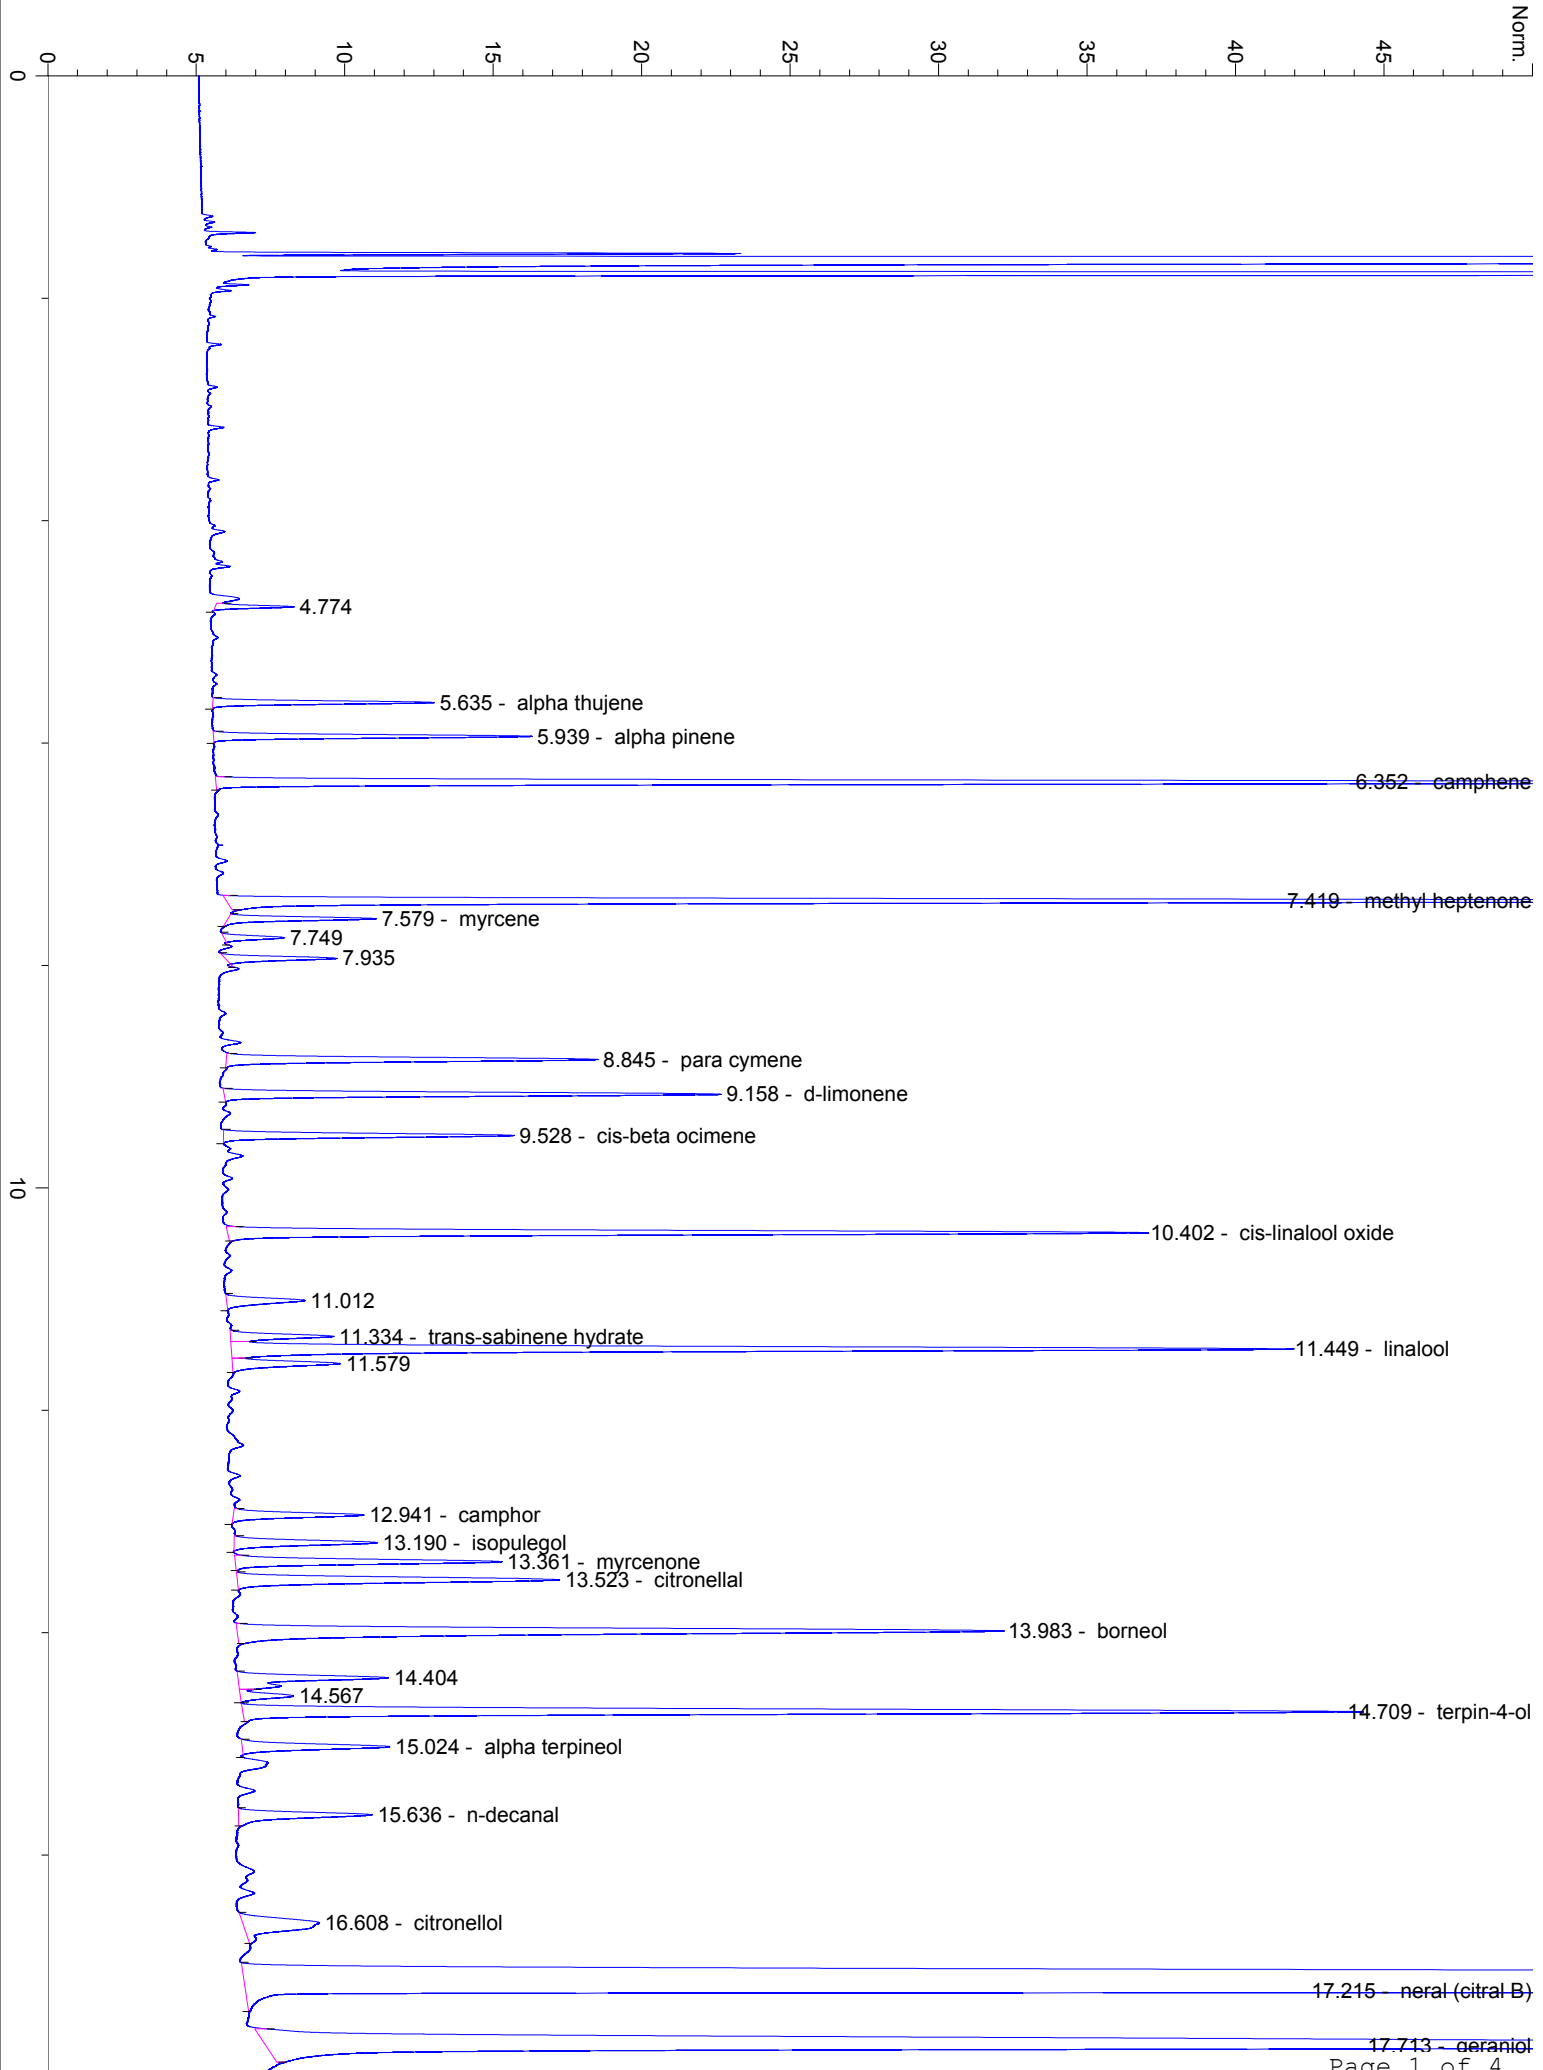 Norm.
0
5
10
15
20
25
30
35
40
45
0
4.774
5.635 - alpha thujene
5.939 - alpha pinene
6.352 - camphene
7.419 - methyl heptenone
7.579 - myrcene
7.749
7.935
8.845 - para cymene
9.158 - d-limonene
9.528 - cis-beta ocimene
10
10.402 - cis-linalool oxide
11.012
11.334 - trans-sabinene hydrate
11.449 - linalool
11.579
12.941 - camphor
13.190 - isopulegol
13.361 - myrcenone
13.523 - citronellal
13.983 - borneol
14.404
14.567
14.709 - terpin-4-ol
15.024 - alpha terpineol
15.636 - n-decanal
16.608 - citronellol
17.215 - neral (citral B)
17.713 - geraniol
Page 1 of 4